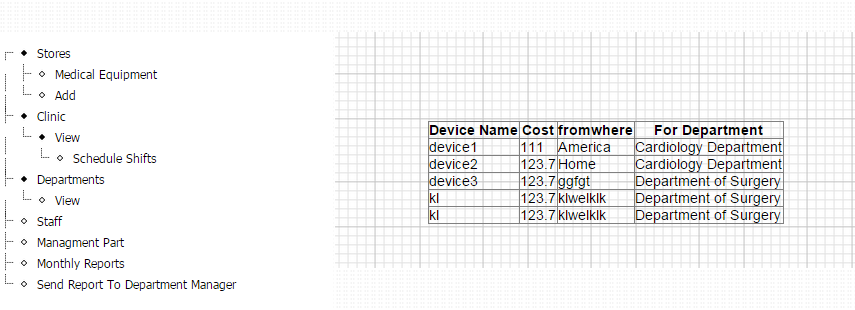 Stores
Medical Equipment
Add
Clinic
View
Schedule Shifts
Departments
View
Staff
Managment Part
Monthly Reports
Send Report To Department Manager
Device Name Cost fromwhere For Department
device1 111 America Cardiology Department
device2 123.7 Home Cardiology Department
device3 123.7 ggfgt Department of Surgery
kl 123.7 klwelklk Department of Surgery
kl 123.7 klwelklk Department of Surgery